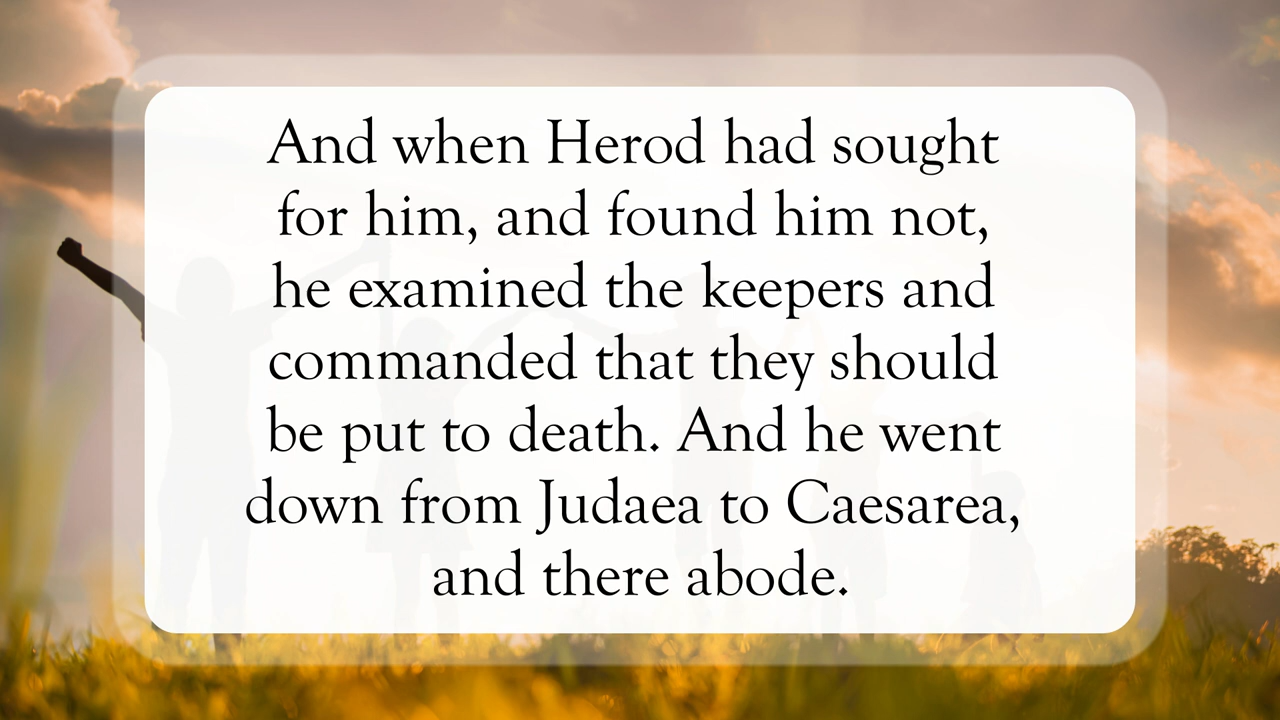 And when Herod had sought
for him, and found him not,
he examined the keepers and
commanded that they should
be put to death. And he went
down from Judaea to Caesarea,
and there abode.